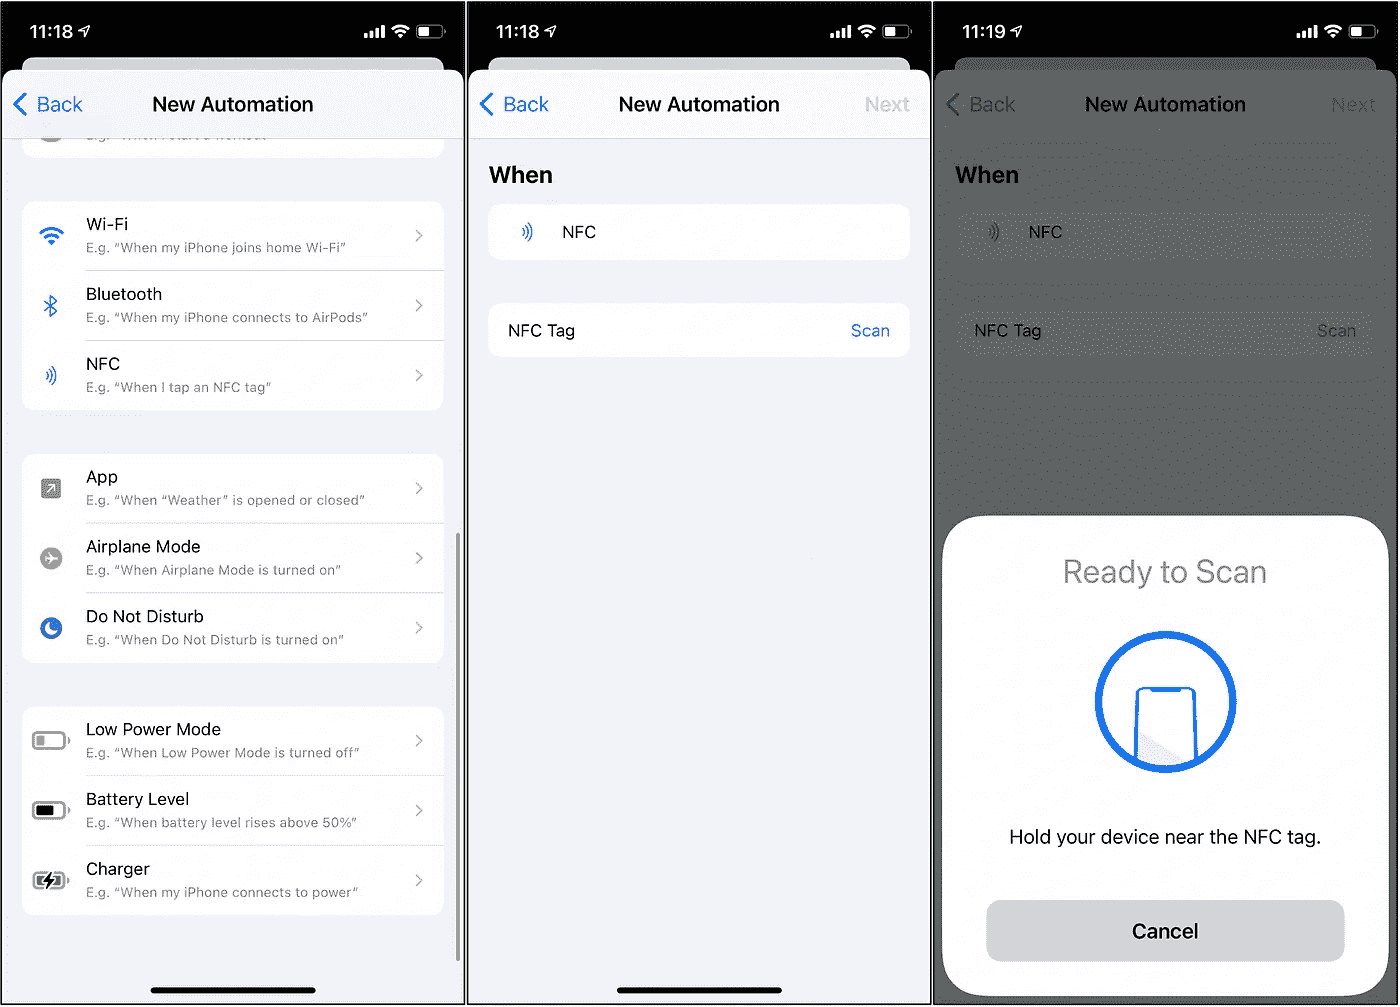 11:18
Back
New Automation
Wi-Fi
E.g. “When my iPhone joins home Wi-Fi”
Bluetooth
E.g. “When my iPhone connects to AirPods”
NFC
E.g. “When I tap an NFC tag”
App
E.g. “When “Weather” is opened or closed”
Airplane Mode
E.g. “When Airplane Mode is turned on”
Do Not Disturb
E.g. “When Do Not Disturb is turned on”
Low Power Mode
E.g. “When Low Power Mode is turned off”
Battery Level
E.g. “When battery level rises above 50%”
Charger
E.g. “When my iPhone connects to power”
11:18
Back
New Automation
Next
When
NFC
NFC Tag
Scan
11:19
Back
New Automation
Next
When
NFC
NFC Tag
Scan
Ready to Scan
Hold your device near the NFC tag.
Cancel